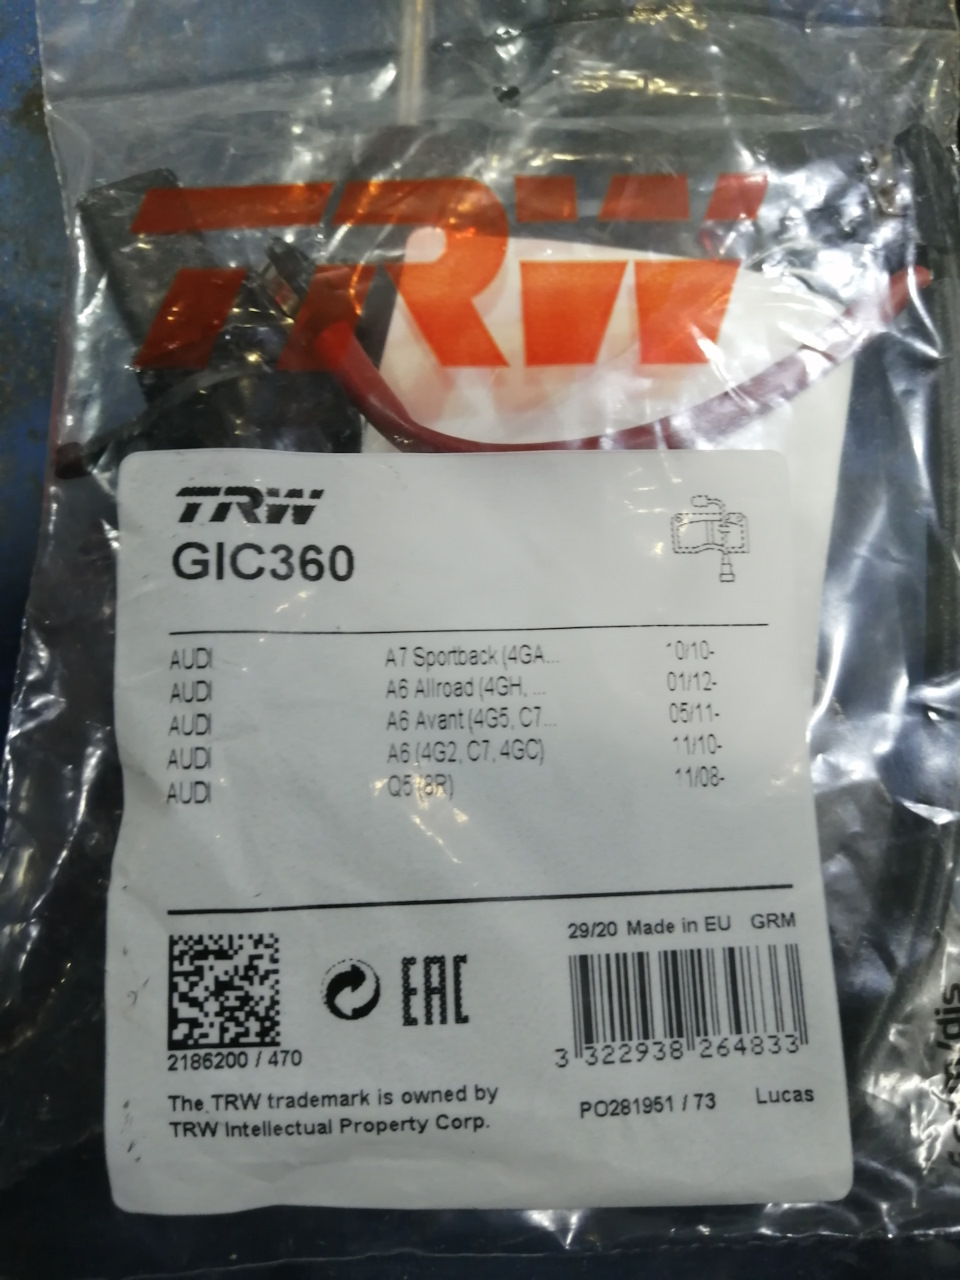 TRW
TRW
GIC360
AUDI A7 Sportback (4GA... 10/10-
AUDI A6 Allroad (4GH, ... 01/12-
AUDI A6 Avant (4G5, C7... 05/11-
AUDI A6 (4G2, C7, 4GC) 11/10-
AUDI Q5 (8R) 11/08-
29/20 Made in EU GRM
EAC
3 322938 264833
2186200 / 470
The TRW trademark is owned by
TRW Intellectual Property Corp.
PO281951 / 73 Lucas